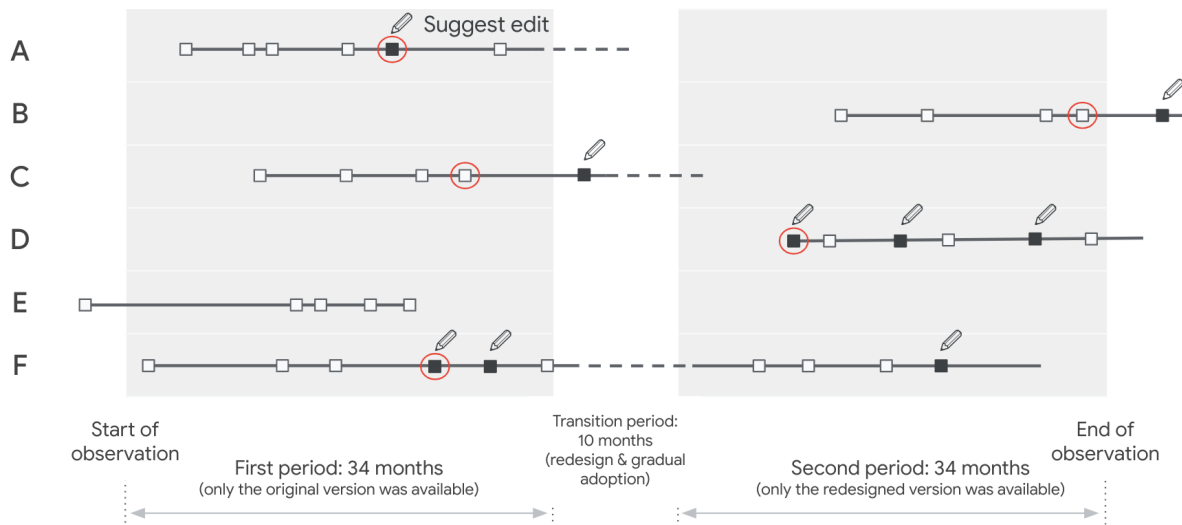 Suggest edit
A
B
C
D
E
F
Start of
observation
First period: 34 months
(only the original version was available)
Transition period:
10 months
(redesign & gradual
adoption)
Second period: 34 months
(only the redesigned version was available)
End of
observation